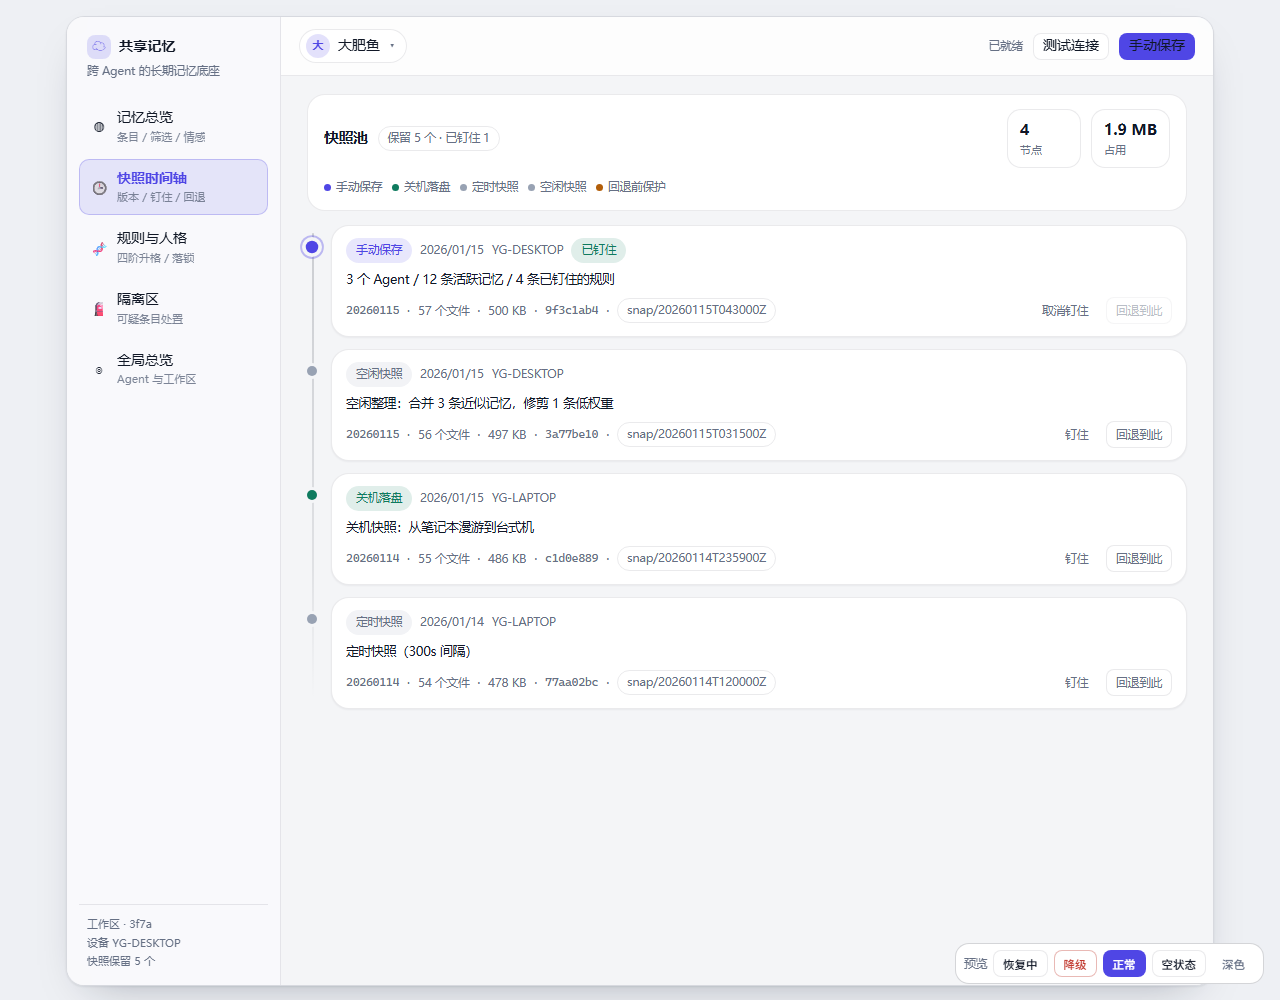 共享记忆
跨 Agent 的长期记忆底座
记忆总览
条目 / 筛选 / 情感
快照时间轴
版本 / 钉住 / 回退
规则与人格
四阶升格 / 落锁
隔离区
可疑条目处置
全局总览
Agent 与工作区
工作区 · 3f7a
设备 YG-DESKTOP
快照保留 5 个
大 大肥鱼
已就绪 测试连接 手动保存
快照池 保留 5 个 · 已钉住 1
4 节点
1.9 MB 占用
手动保存 关机落盘 定时快照 空闲快照 回退前保护
手动保存 2026/01/15 YG-DESKTOP 已钉住
3 个 Agent / 12 条活跃记忆 / 4 条已钉住的规则
20260115 · 57 个文件 · 500 KB · 9f3c1ab4 · snap/20260115T043000Z 取消钉住 回退到此
空闲快照 2026/01/15 YG-DESKTOP
空闲整理：合并 3 条近似记忆，修剪 1 条低权重
20260115 · 56 个文件 · 497 KB · 3a77be10 · snap/20260115T031500Z 钉住 回退到此
关机落盘 2026/01/15 YG-LAPTOP
关机快照：从笔记本漫游到台式机
20260114 · 55 个文件 · 486 KB · c1d0e889 · snap/20260114T235900Z 钉住 回退到此
定时快照 2026/01/14 YG-LAPTOP
定时快照（300s 间隔）
20260114 · 54 个文件 · 478 KB · 77aa02bc · snap/20260114T120000Z 钉住 回退到此
预览 恢复中 降级 正常 空状态 深色